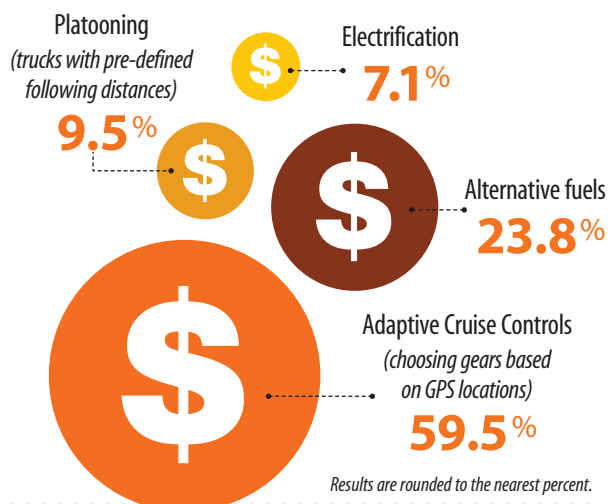 Platooning
(trucks with pre-defined
following distances)
9.5%
$
Electrification
7.1%
$
$
Alternative fuels
23.8%
$
Adaptive Cruise Controls
(choosing gears based
on GPS locations)
59.5%
Results are rounded to the nearest percent.